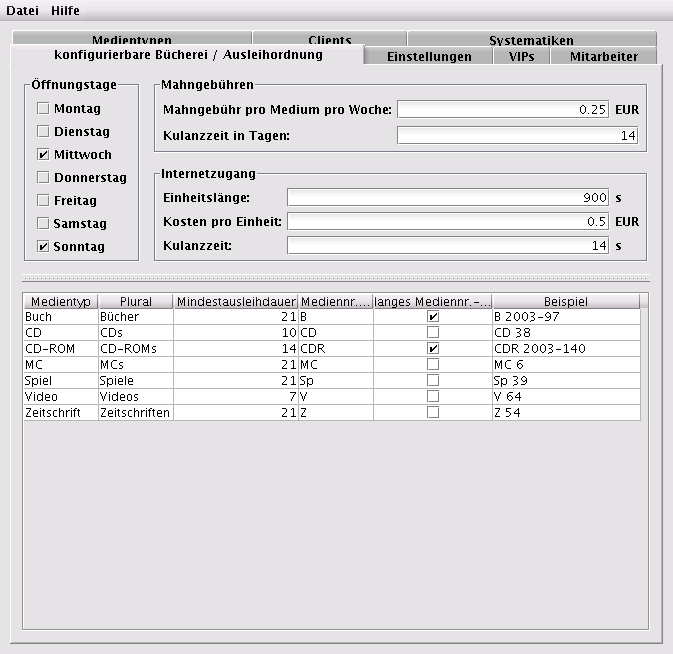 Datei Hilfe
Medientypen Clients Systematiken
konfigurierbare Bücherei / Ausleihordnung Einstellungen VIPs Mitarbeiter
Öffnungstage
Montag
Dienstag
Mittwoch
Donnerstag
Freitag
Samstag
Sonntag
Mahngebühren
Mahngebühr pro Medium pro Woche: 0.25 EUR
Kulanzzeit in Tagen: 14
Internetzugang
Einheitslänge: 900 s
Kosten pro Einheit: 0.5 EUR
Kulanzzeit: 14 s
Medientyp Plural Mindestausleihdauer Mediennr.... langes Mediennr.-... Beispiel
Buch Bücher 21 B B 2003-97
CD CDs 10 CD CD 38
CD-ROM CD-ROMs 14 CDR CDR 2003-140
MC MCs 21 MC MC 6
Spiel Spiele 21 Sp Sp 39
Video Videos 7 V V 64
Zeitschrift Zeitschriften 21 Z Z 54